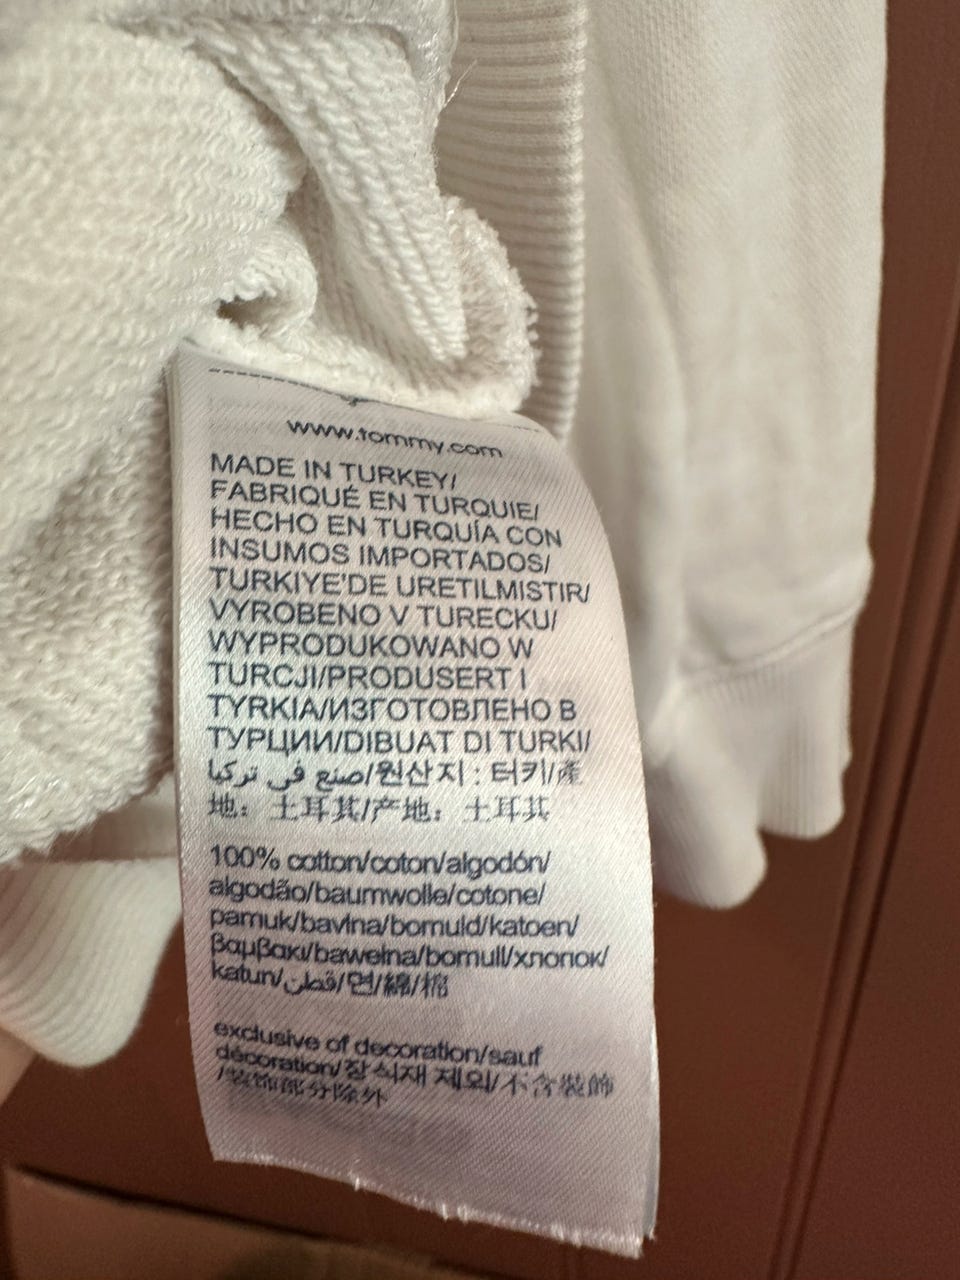 www.tommy.com
MADE IN TURKEY/
FABRIQUÉ EN TURQUIE/
HECHO EN TURQUÍA CON
INSUMOS IMPORTADOS/
TURKIYE'DE URETILMISTIR/
VYROBENO V TURECKU/
WYPRODUKOWANO W
TURCJI/PRODUSERT I
TYRKIA/ИЗГОТОВЛЕНО В
ТУРЦИИ/DIBUAT DI TURKI/
صنع في تركيا/원산지 : 터키/產
地：土耳其/产地：土耳其
100% cotton/coton/algodón/
algodão/baumwolle/cotone/
pamuk/bavlna/bomuld/katoen/
βαμβακι/bawełna/bomull/хлопок/
katun/قطن/면/綿/棉
exclusive of decoration/sauf
décoration/장식재 제외/不含裝飾
/装饰部分除外